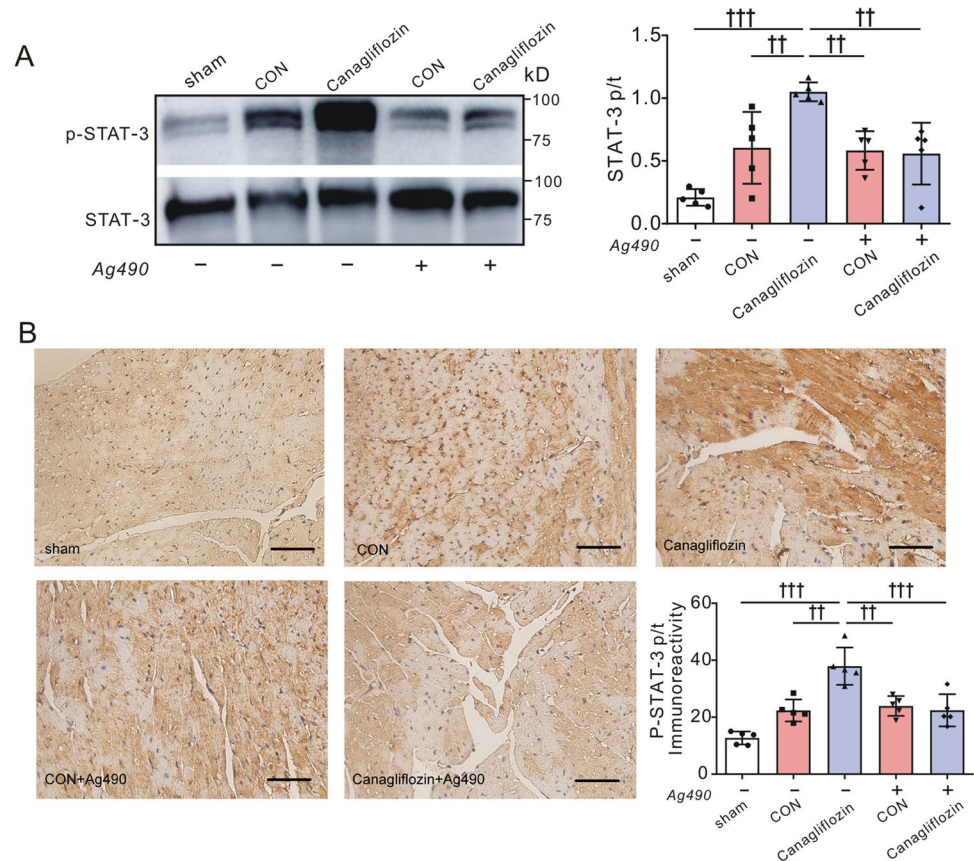 A
sham
CON
Canagliflozin
CON
Canagliflozin
kD
p-STAT-3
100
75
STAT-3
100
75
Ag490
− − − + +
††† ††
†† ††
STAT-3 p/t
1.5
1.0
0.5
0.0
Ag490
− − − + +
sham
CON
Canagliflozin
CON
Canagliflozin
B
sham
CON
Canagliflozin
CON+Ag490
Canagliflozin+Ag490
††† †††
†† ††
P-STAT-3 p/t
Immunoreactivity
60
40
20
0
Ag490
− − − + +
sham
CON
Canagliflozin
CON
Canagliflozin